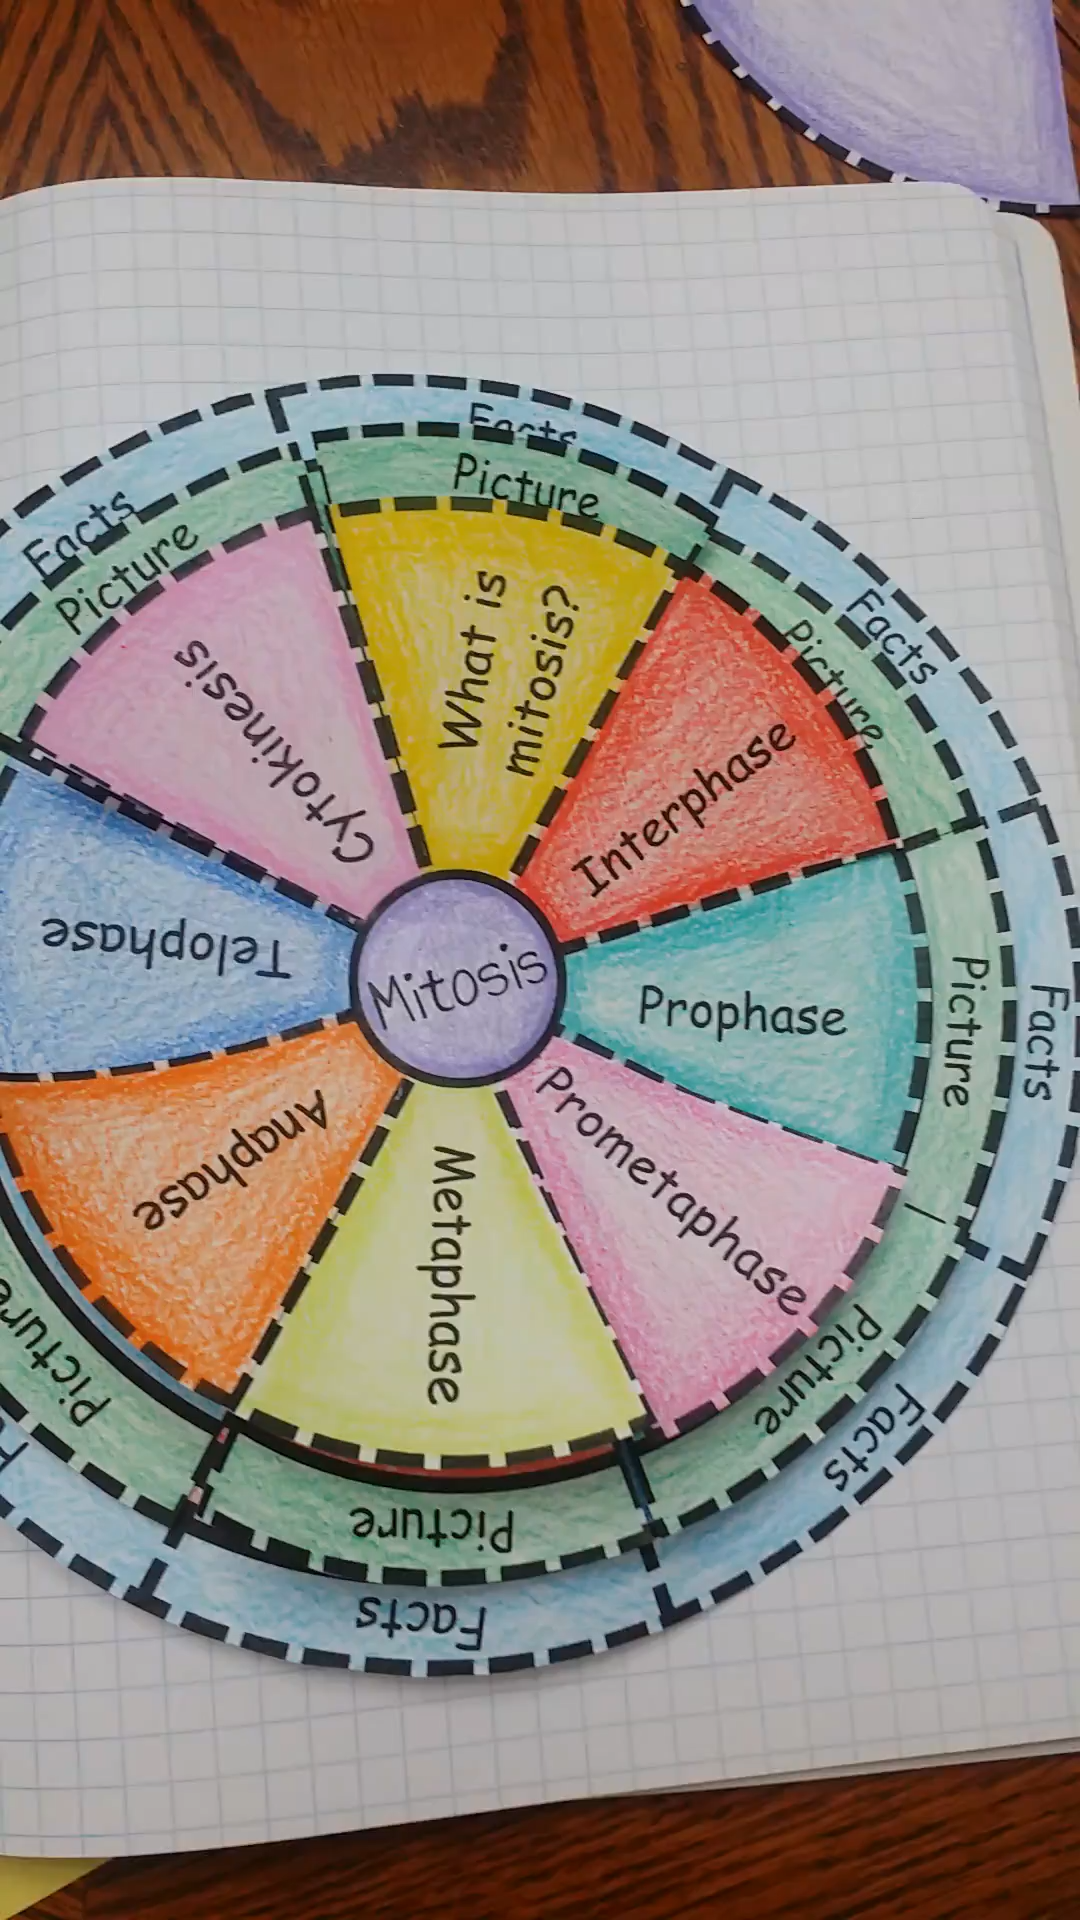 Mitosis
Facts
Picture
What is
mitosis?
Facts
Picture
Interphase
Facts
Picture
Prophase
Facts
Picture
Prometaphase
Facts
Picture
Metaphase
Picture
Anaphase
Telophase
Facts
Picture
Cytokinesis